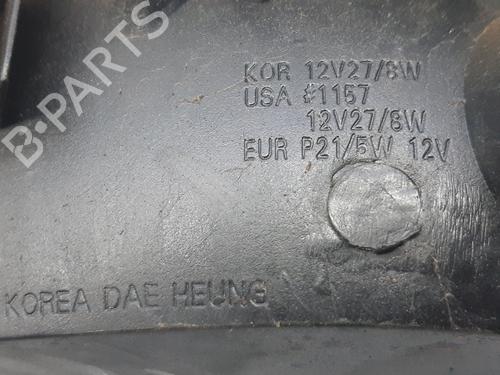 B-PARTS
KOR 12V27/8W
USA #1157
12V27/8W
EUR P21/5W 12V
KOREA DAE HEUNG